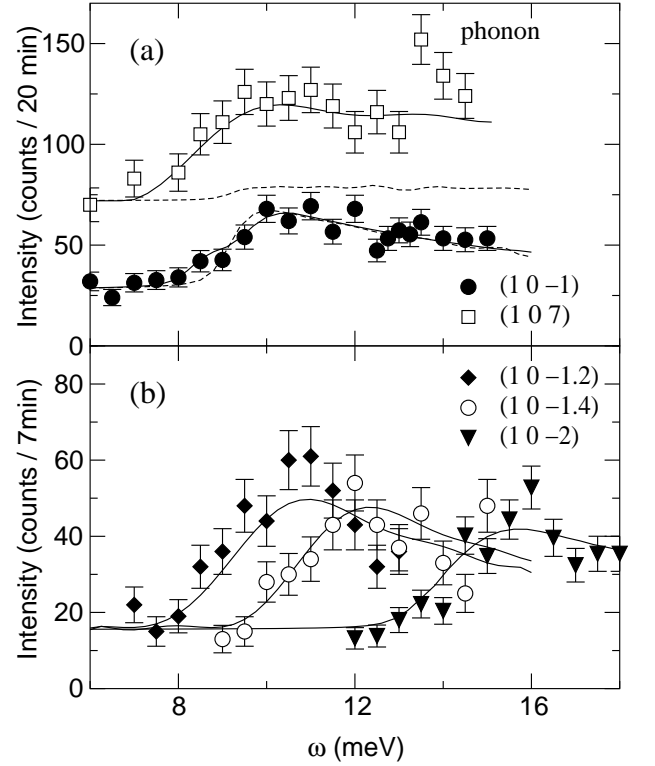 (a)
phonon
150
100
50
0
Intensity (counts / 20 min)
(1 0 –1)
(1 0 7)
(b)
(1 0 –1.2)
(1 0 –1.4)
(1 0 –2)
80
60
40
20
0
Intensity (counts / 7min)
8 12 16
ω (meV)